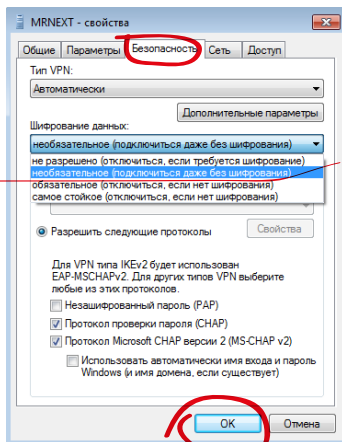 MRNEXT - свойства
Общие Параметры Безопасность Сеть Доступ
Тип VPN:
Автоматически
Дополнительные параметры
Шифрование данных:
необязательное (подключиться даже без шифрования)
не разрешено (отключиться, если требуется шифрование)
необязательное (подключиться даже без шифрования)
обязательное (отключиться, если нет шифрования)
самое стойкое (отключиться, если нет шифрования)
Разрешить следующие протоколы
Свойства
Для VPN типа IKEv2 будет использован
EAP-MSCHAPv2. Для других типов VPN выберите
любые из этих протоколов.
Незашифрованный пароль (PAP)
Протокол проверки пароля (CHAP)
Протокол Microsoft CHAP версии 2 (MS-CHAP v2)
Использовать автоматически имя входа и пароль
Windows (и имя домена, если существует)
OK Отмена